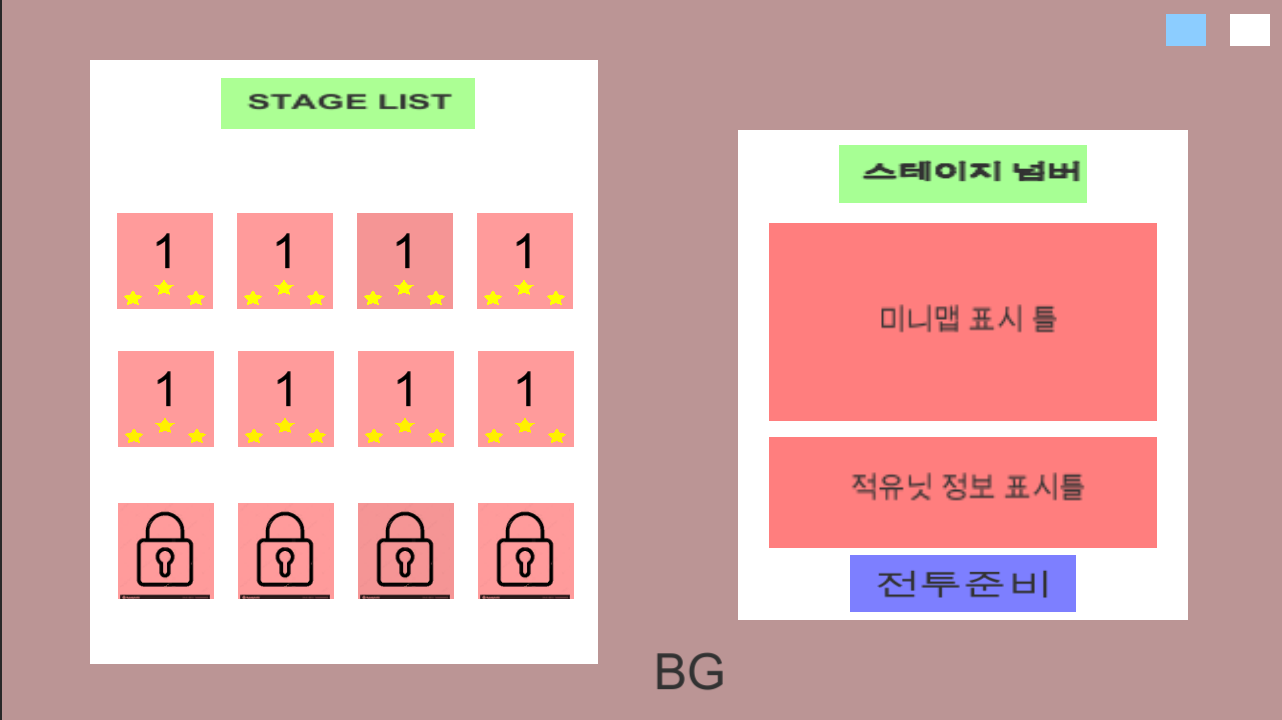 STAGE LIST
1 1 1 1
1 1 1 1
스테이지 넘버
미니맵 표시 틀
적유닛 정보 표시틀
전투준비
BG